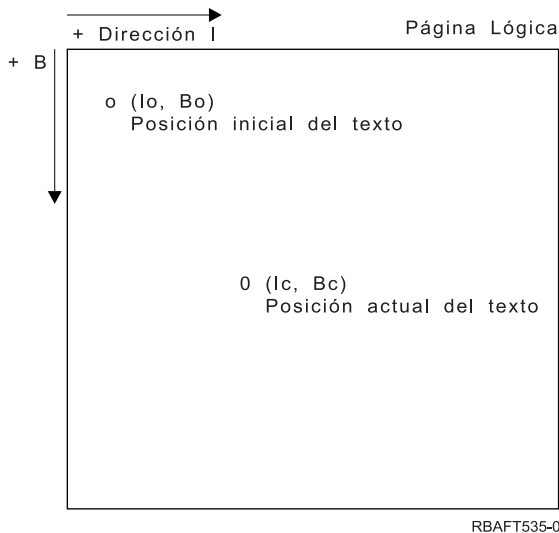 + Dirección I
Página Lógica
+ B
o (Io, Bo)
Posición inicial del texto
0 (Ic, Bc)
Posición actual del texto
RBAFT535-0